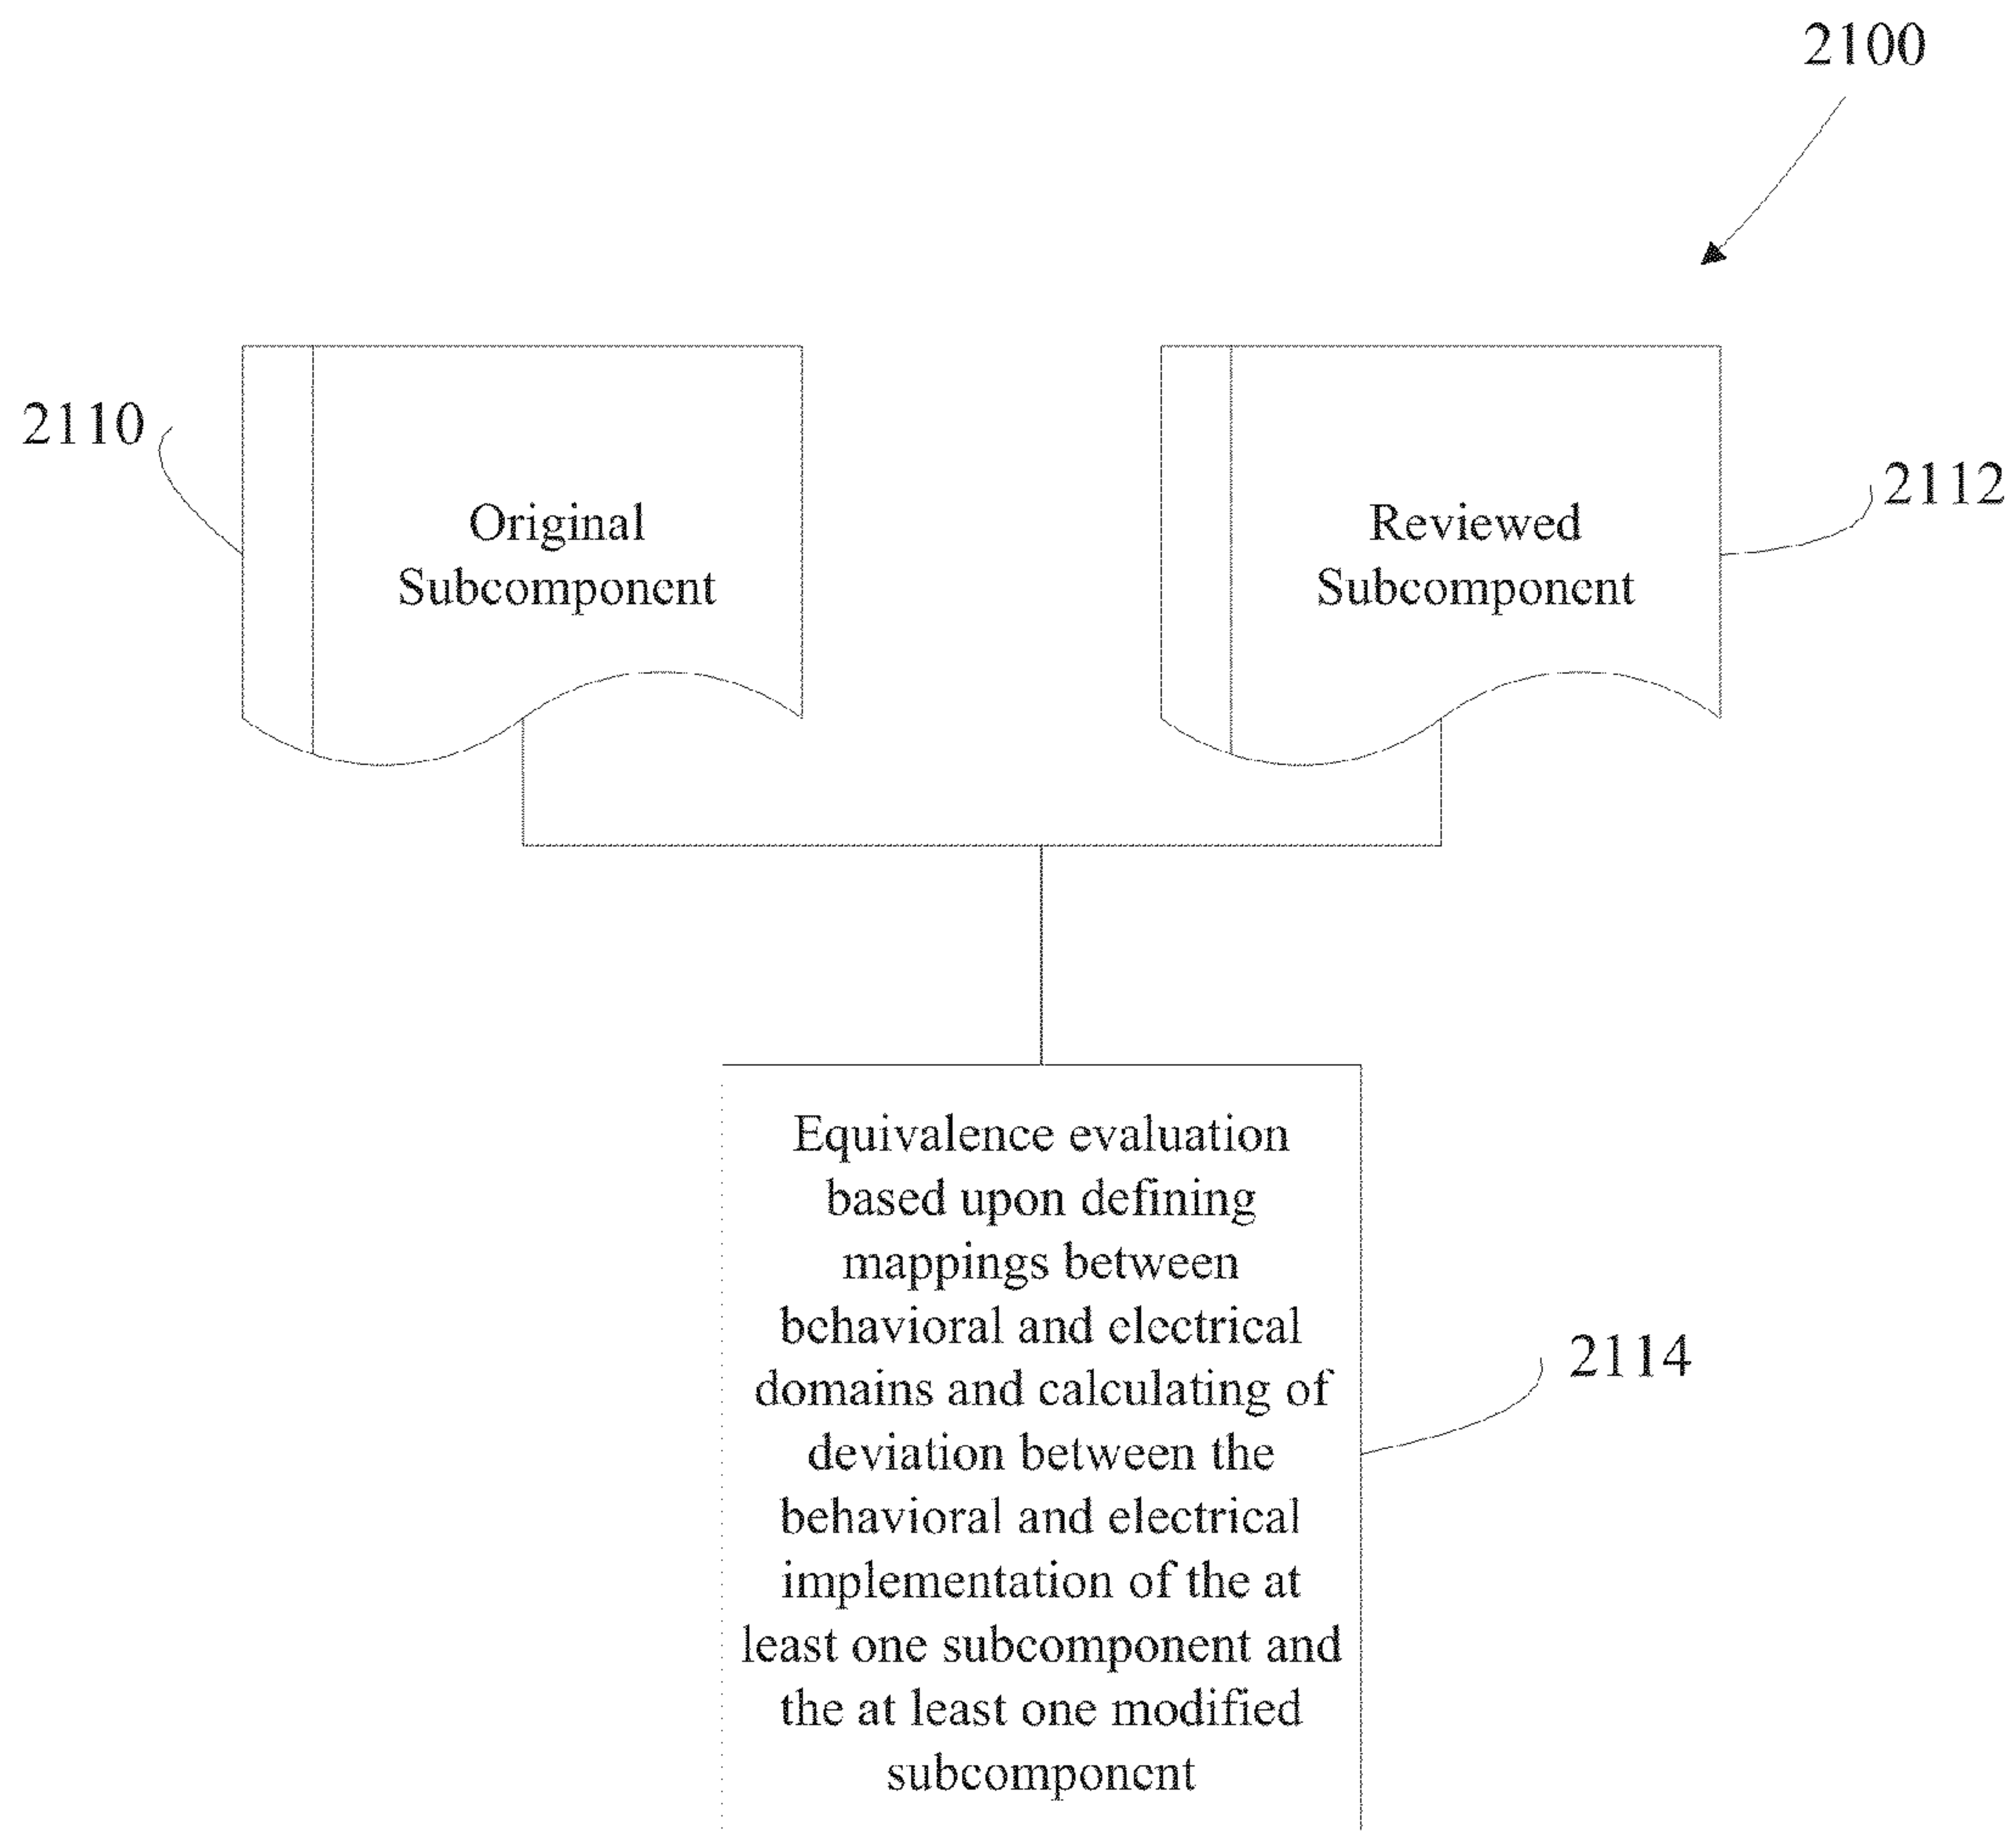 2100
2110
Original
Subcomponent
Reviewed
Subcomponent
2112
Equivalence evaluation
based upon defining
mappings between
behavioral and electrical
domains and calculating of
deviation between the
behavioral and electrical
implementation of the at
least one subcomponent and
the at least one modified
subcomponent
2114